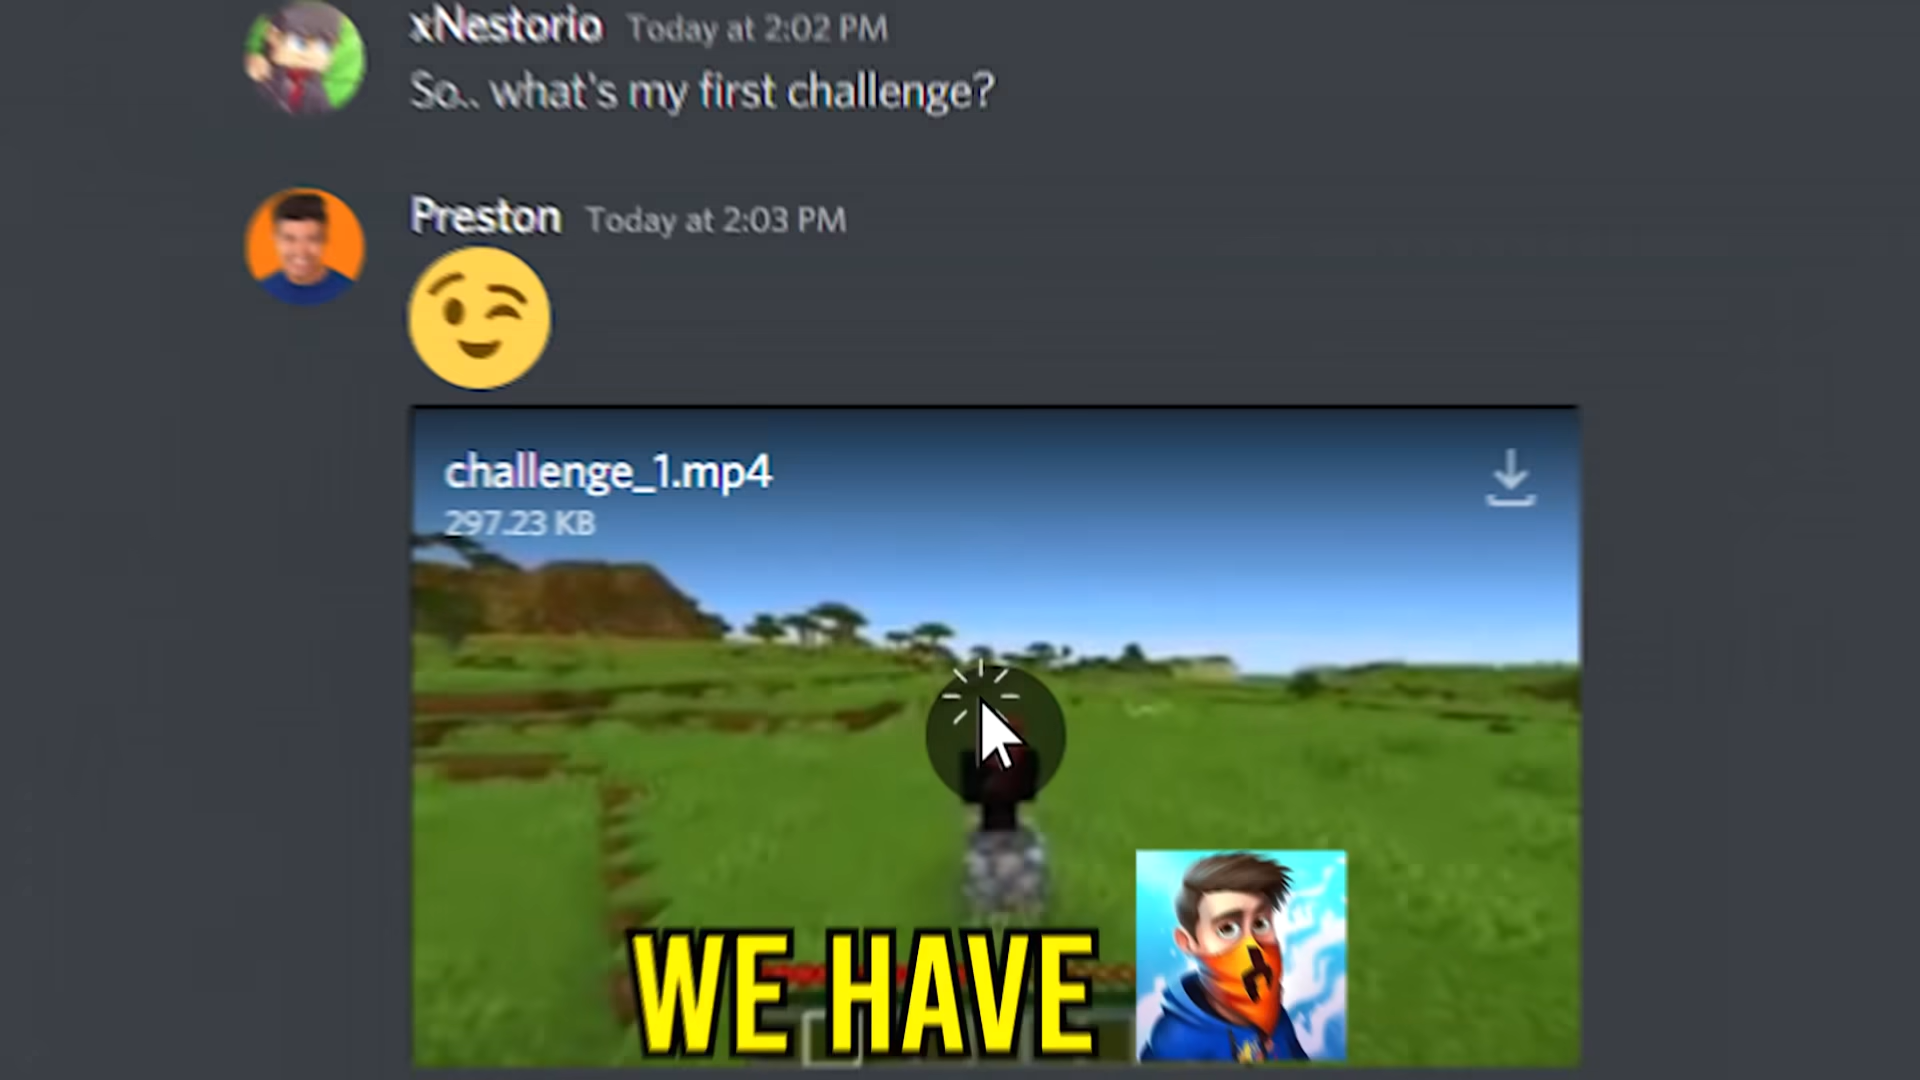 xNestorio Today at 2:02 PM
So.. what's my first challenge?
Preston Today at 2:03 PM
challenge_1.mp4
297.23 KB
WE HAVE